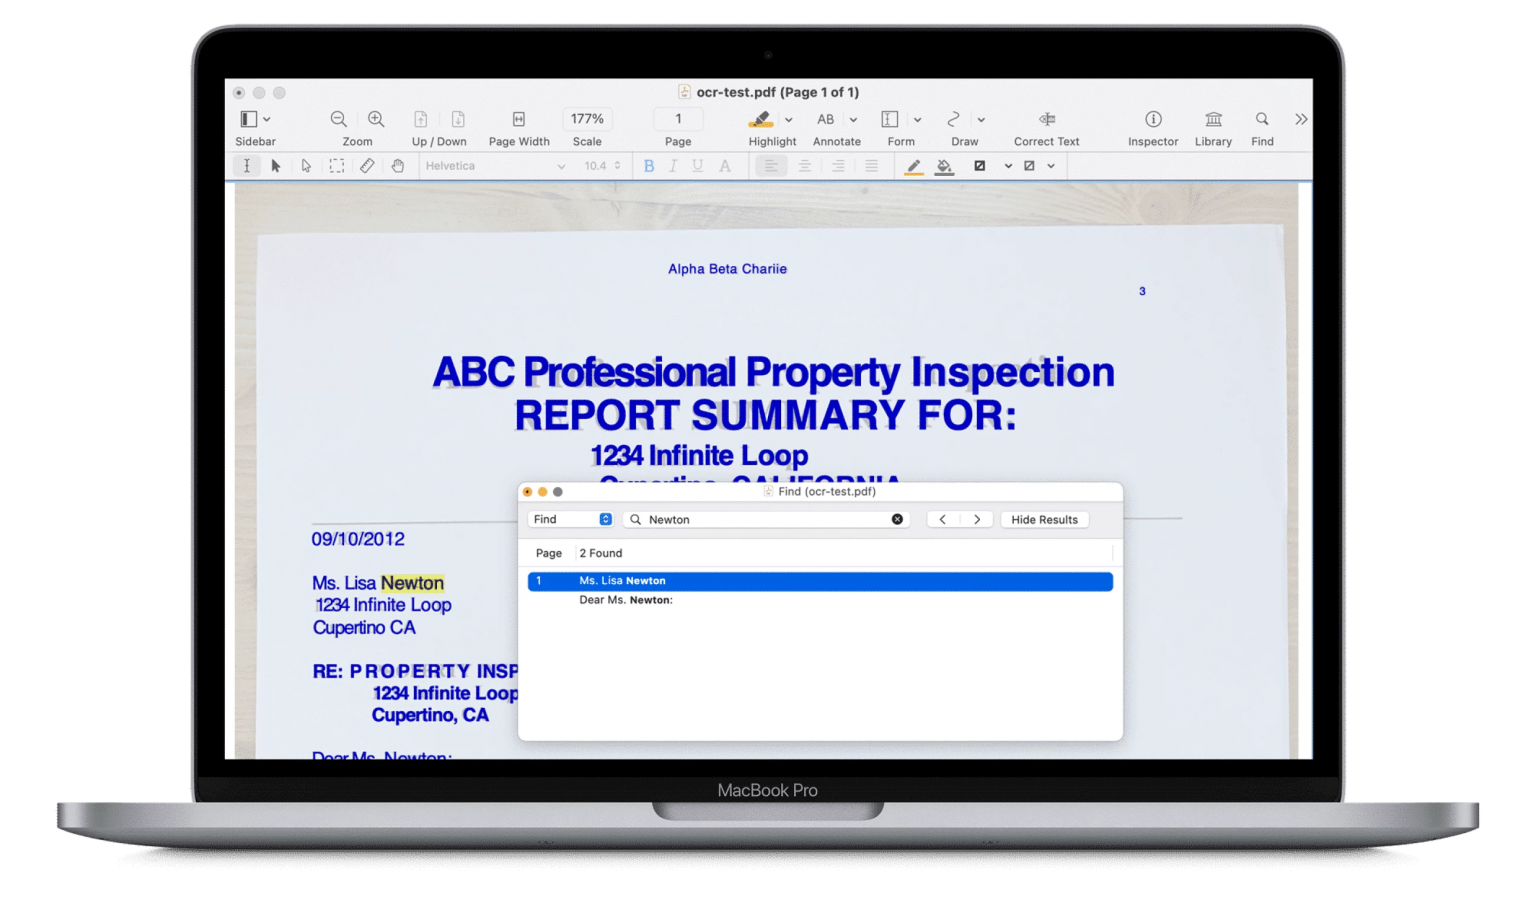 ocr-test.pdf (Page 1 of 1)
177%
1
AB
Sidebar
Zoom
Up / Down
Page Width
Scale
Page
Highlight
Annotate
Form
Draw
Correct Text
Inspector
Library
Find
Helvetica
10.4
B I U A
Alpha Beta Chariie
3
ABC Professional Property Inspection
REPORT SUMMARY FOR:
1234 Infinite Loop
Cupertino, CALIFORNIA
09/10/2012
Ms. Lisa Newton
1234 Infinite Loop
Cupertino CA
RE: PROPERTY INSP
1234 Infinite Loop
Cupertino, CA
Dear Ms. Newton:
Find (ocr-test.pdf)
Find
Newton
Hide Results
Page
2 Found
1 Ms. Lisa Newton
Dear Ms. Newton:
MacBook Pro